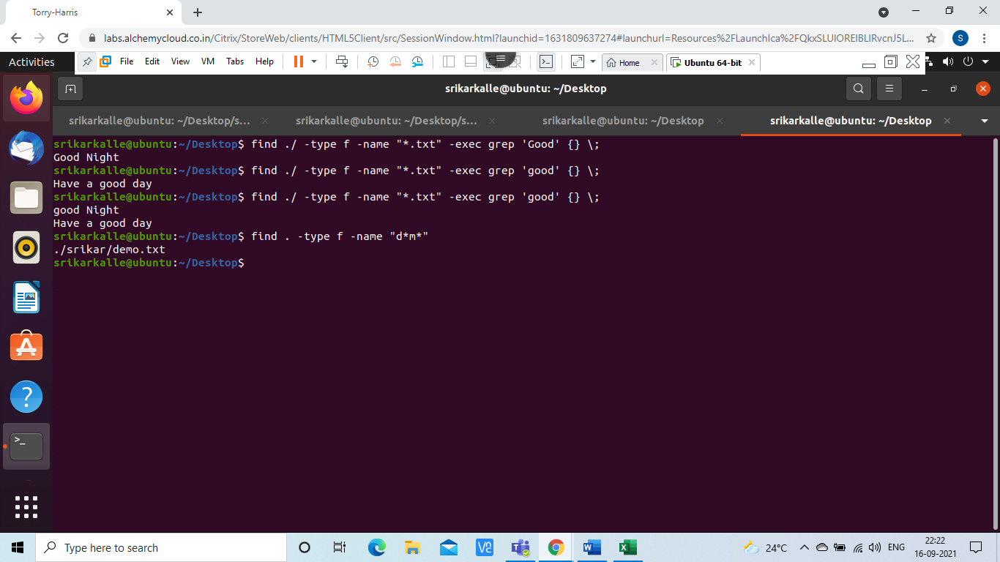 Torry-Harris
labs.alchemycloud.co.in/Citrix/StoreWeb/clients/HTML5Client/src/SessionWindow.html?launchid=1631809637274#launchurl=Resources%2FLaunchIca%2FQkxSLUlORElBLlRvcnJ5L...
S
Activities
File Edit View VM Tabs Help
Home
Ubuntu 64-bit
srikarkalle@ubuntu: ~/Desktop
srikarkalle@ubuntu: ~/Desktop/s...
srikarkalle@ubuntu: ~/Desktop/s...
srikarkalle@ubuntu: ~/Desktop
srikarkalle@ubuntu: ~/Desktop
srikarkalle@ubuntu:~/Desktop$ find ./ -type f -name "*.txt" -exec grep 'Good' {} \;
Good Night
srikarkalle@ubuntu:~/Desktop$ find ./ -type f -name "*.txt" -exec grep 'good' {} \;
Have a good day
srikarkalle@ubuntu:~/Desktop$ find ./ -type f -name "*.txt" -exec grep 'good' {} \;
good Night
Have a good day
srikarkalle@ubuntu:~/Desktop$ find . -type f -name "d*m*"
./srikar/demo.txt
srikarkalle@ubuntu:~/Desktop$
Type here to search
24°C
ENG
22:22
16-09-2021